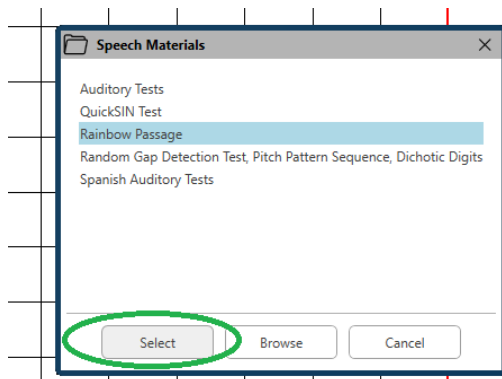 Speech Materials
Auditory Tests
QuickSIN Test
Rainbow Passage
Random Gap Detection Test, Pitch Pattern Sequence, Dichotic Digits
Spanish Auditory Tests
Select Browse Cancel